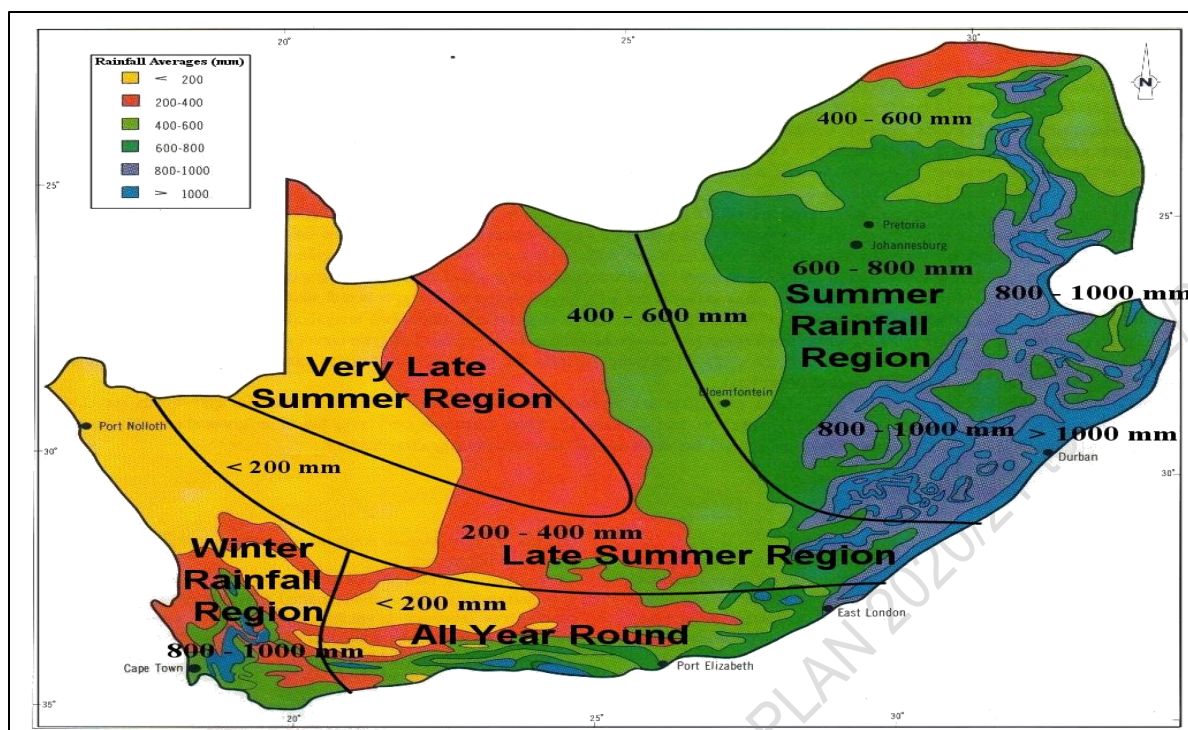 20°
25°
30°
Rainfall Averages (mm)
< 200
200-400
400-600
600-800
800-1000
> 1000
N
400 - 600 mm
25°
25°
Pretoria
Johannesburg
600 - 800 mm
800 - 1000 mm
Summer
Rainfall
Region
400 - 600 mm
Very Late
Summer Region
Bloemfontein
Port Nolloth
800 - 1000 mm
> 1000 mm
Durban
30°
30°
< 200 mm
200 - 400 mm
Late Summer Region
Winter
Rainfall
Region
< 200 mm
East London
All Year Round
800 - 1000 mm
Cape Town
Port Elizabeth
35°
20°
25°
30°
PLAN 2020/21